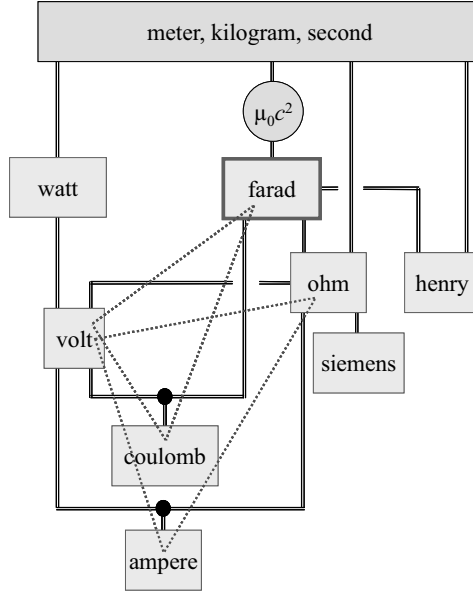 meter, kilogram, second
μ₀c²
watt
farad
ohm
henry
volt
siemens
coulomb
ampere